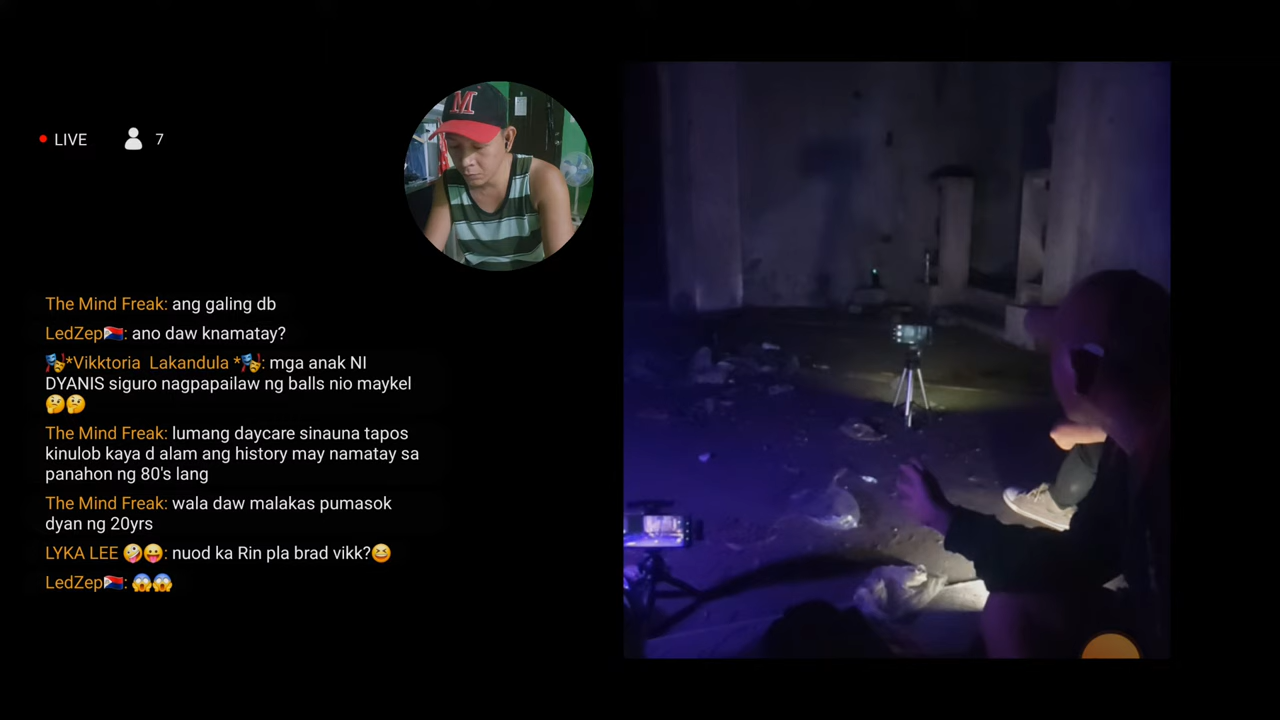 LIVE 7
M
The Mind Freak: ang galing db
LedZep🇵🇭: ano daw knamatay?
🎭*Vikktoria Lakandula *🎭: mga anak NI
DYANIS siguro nagpapailaw ng balls nio maykel
🤔🤔
The Mind Freak: lumang daycare sinauna tapos
kinulob kaya d alam ang history may namatay sa
panahon ng 80's lang
The Mind Freak: wala daw malakas pumasok
dyan ng 20yrs
LYKA LEE 🤪😛: nuod ka Rin pla brad vikk?😆
LedZep🇵🇭: 😱😱